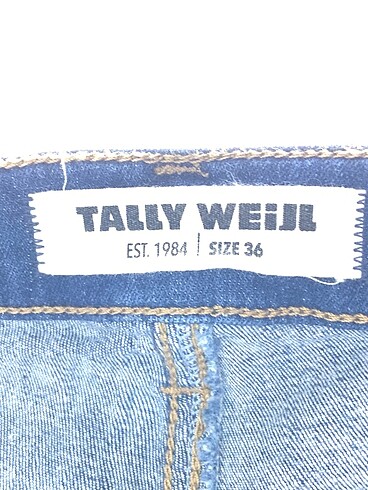 TALLY WEiJL
EST. 1984 | SIZE 36